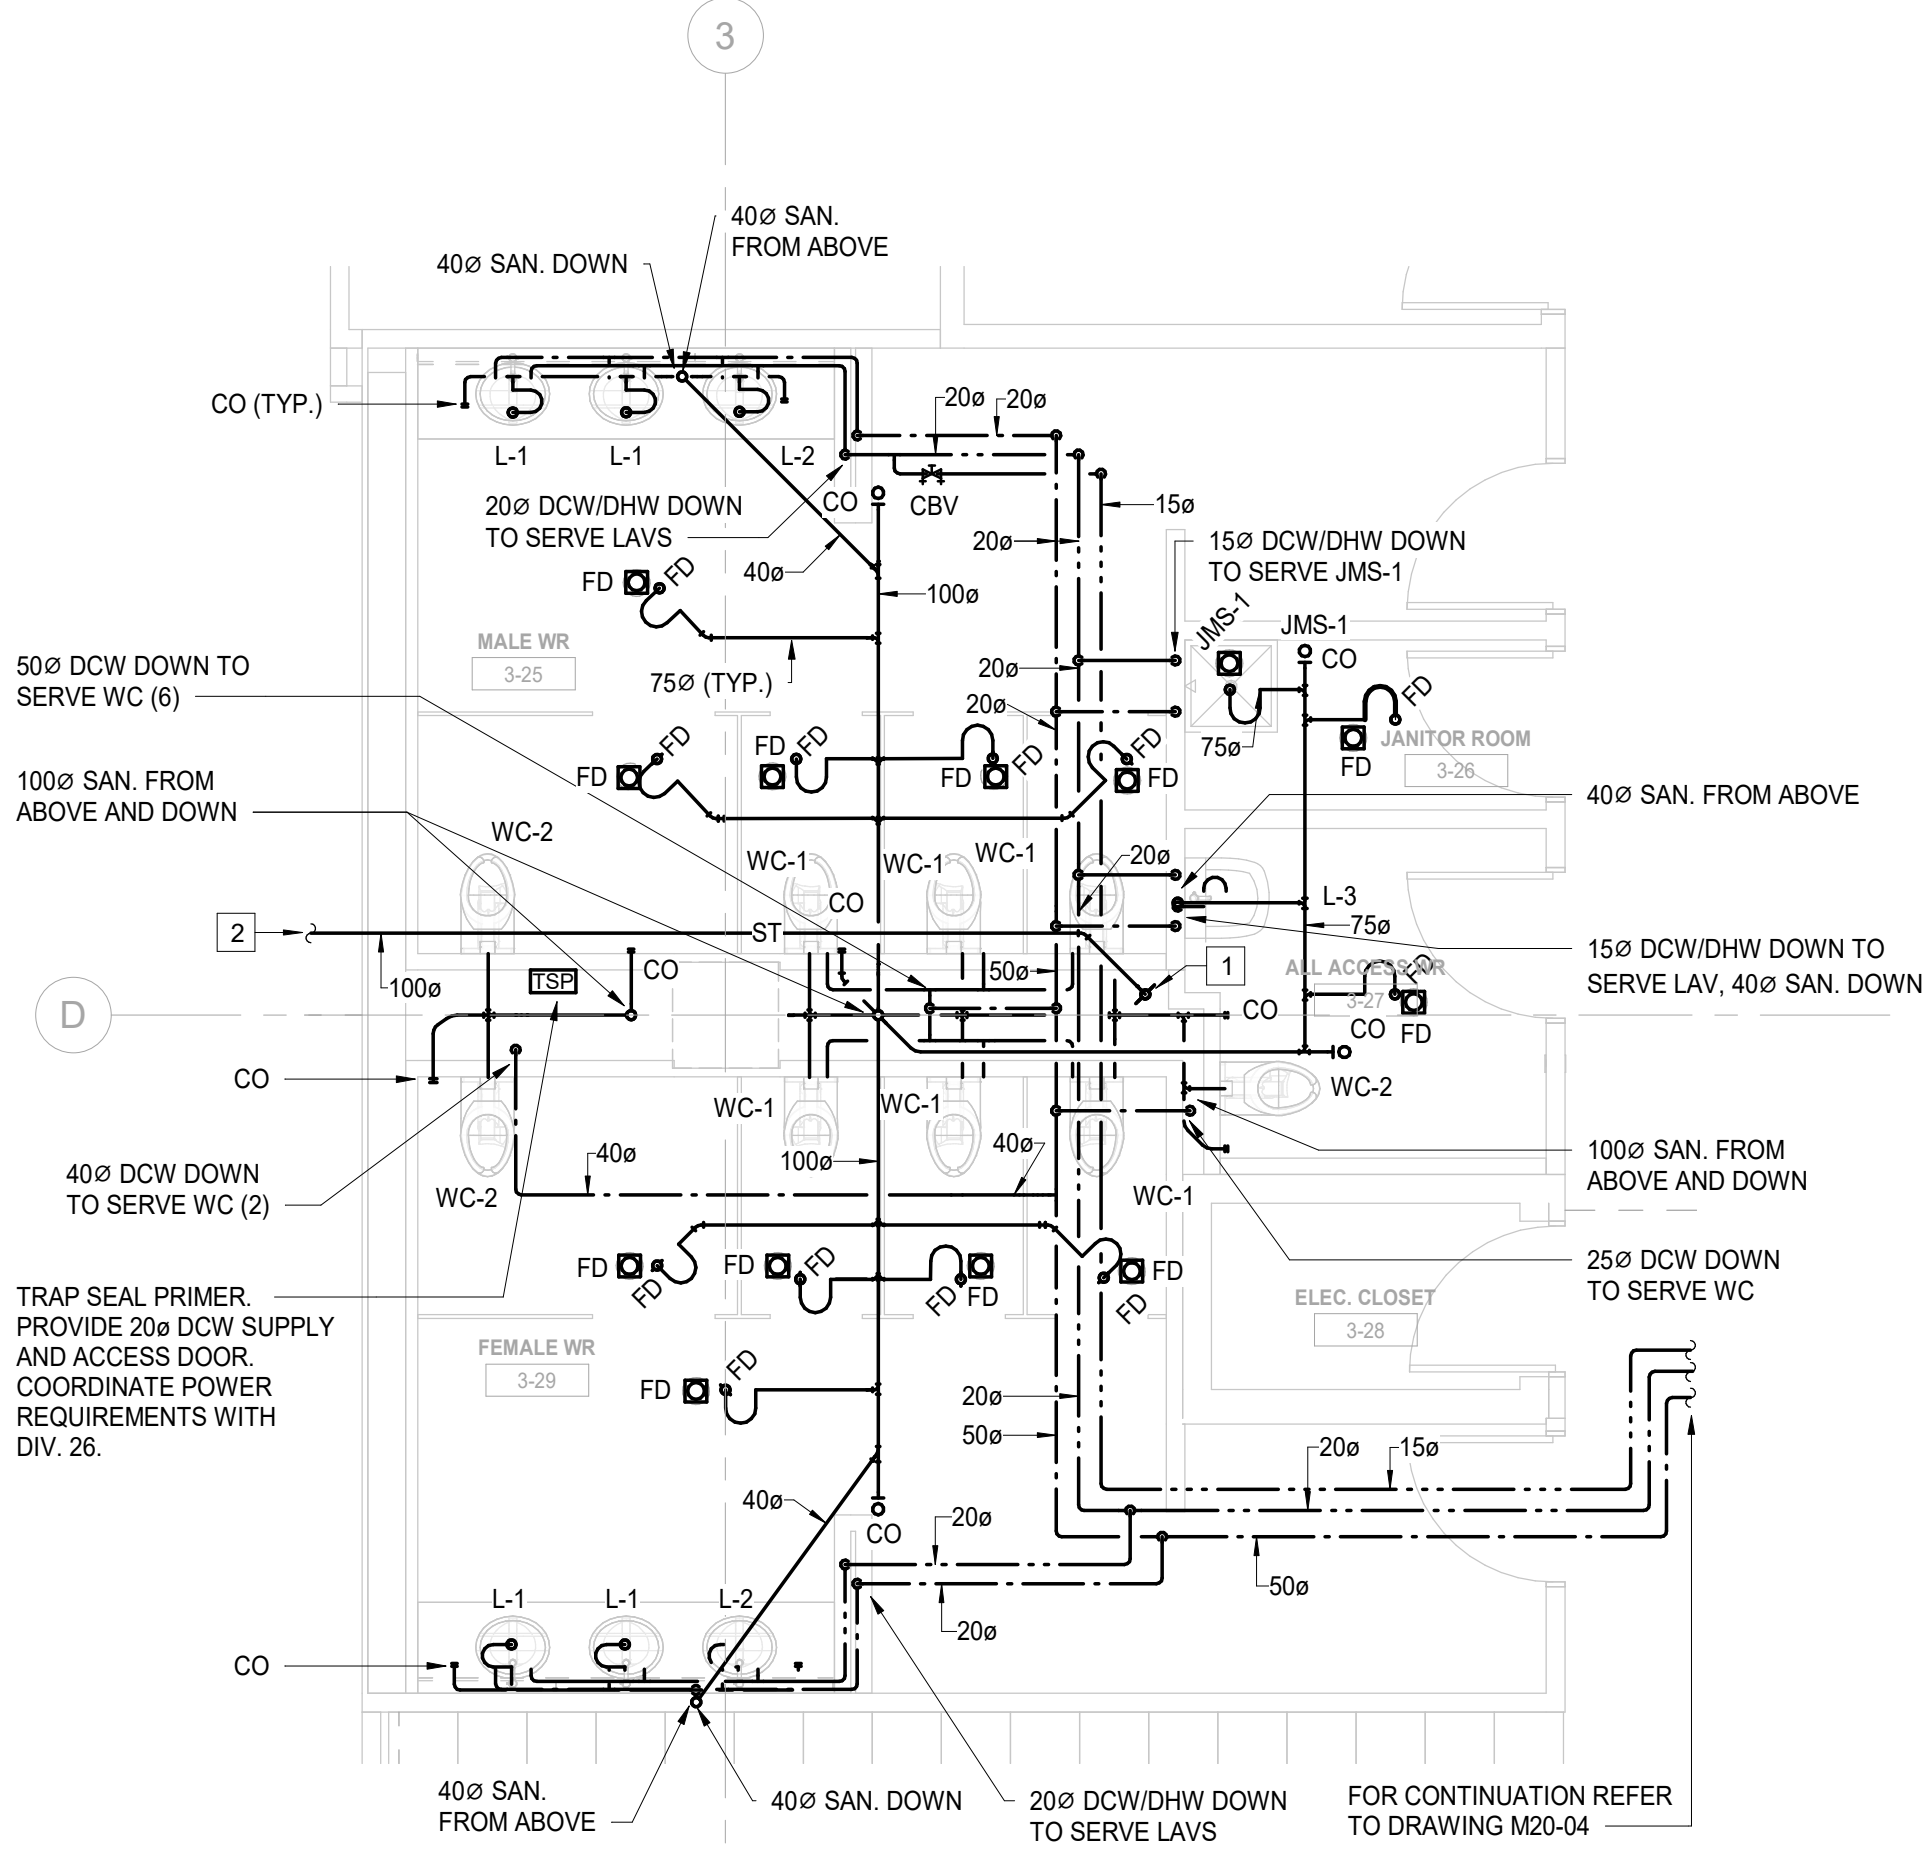 3
40Ø SAN.
FROM ABOVE
40Ø SAN. DOWN
CO (TYP.)
20ø
20ø
L-1
L-1
L-2
CO
CBV
15ø
20Ø DCW/DHW DOWN
TO SERVE LAVS
20ø
15Ø DCW/DHW DOWN
TO SERVE JMS-1
40ø
FD
FD
100ø
JMS-1
JMS-1
CO
MALE WR
3-25
50Ø DCW DOWN TO
SERVE WC (6)
75Ø (TYP.)
20ø
20ø
FD
75ø
JANITOR ROOM
3-26
FD
FD
FD
FD
FD
FD
FD
FD
FD
100Ø SAN. FROM
ABOVE AND DOWN
40Ø SAN. FROM ABOVE
WC-2
WC-1
WC-1
WC-1
20ø
CO
L-3
75ø
2
ST
15Ø DCW/DHW DOWN TO
SERVE LAV, 40Ø SAN. DOWN
100ø
TSP
CO
50ø
1
ALL ACCESS WR
3-27
FD
D
CO
CO
FD
CO
WC-1
WC-1
WC-2
40Ø DCW DOWN
TO SERVE WC (2)
40ø
100ø
40ø
100Ø SAN. FROM
ABOVE AND DOWN
WC-2
WC-1
FD
FD
FD
FD
FD
FD
FD
FD
25Ø DCW DOWN
TO SERVE WC
TRAP SEAL PRIMER.
PROVIDE 20ø DCW SUPPLY
AND ACCESS DOOR.
COORDINATE POWER
REQUIREMENTS WITH
DIV. 26.
ELEC. CLOSET
3-28
FEMALE WR
3-29
FD
FD
20ø
50ø
20ø
15ø
40ø
CO
20ø
50ø
20ø
L-1
L-1
L-2
CO
40Ø SAN.
FROM ABOVE
40Ø SAN. DOWN
20Ø DCW/DHW DOWN
TO SERVE LAVS
FOR CONTINUATION REFER
TO DRAWING M20-04